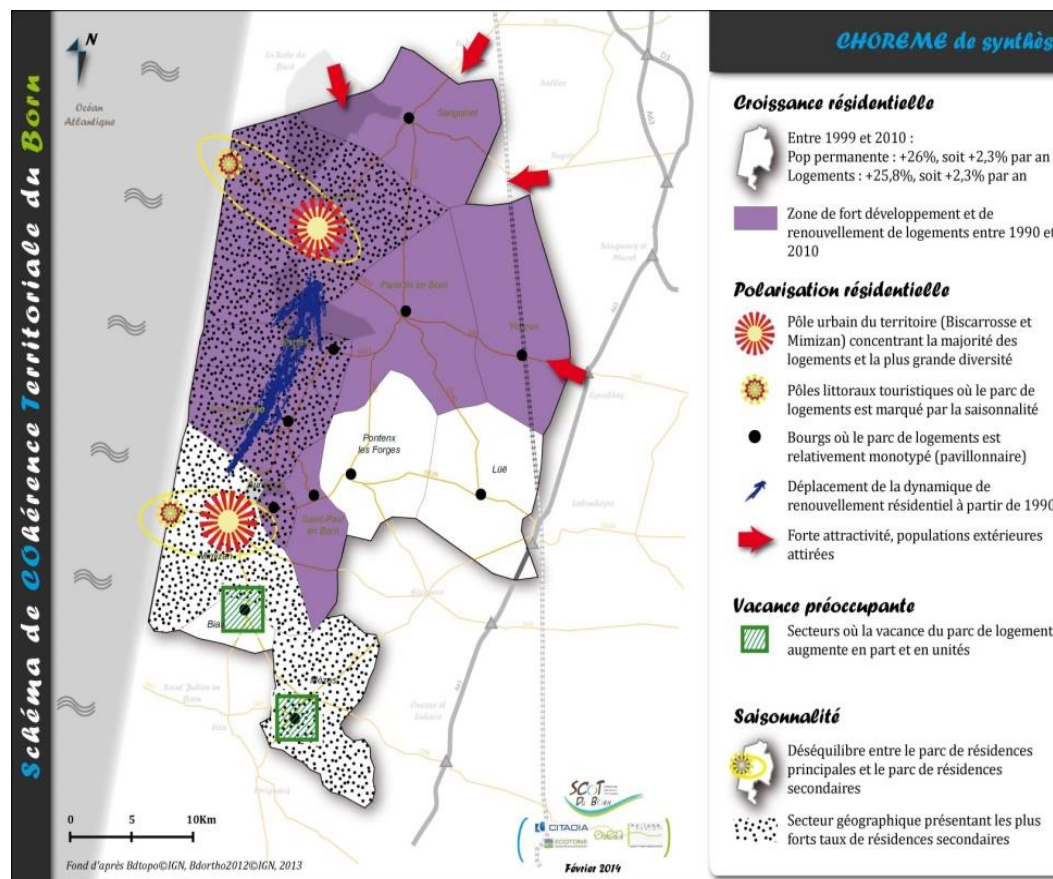 Schéma de COhérence Territoriale du Born
N
Océan
Atlantique
Sanguinet
Parentis en Born
Ychoux
Pontenx
les Forges
Lüe
Saint-Paul
en Born
Mimizan
D3
A63
0
5
10Km
Fond d'après Bdtopo©IGN, Bdortho2012©IGN, 2013
SCOT
Du Born
CITADIA
ECOTONE
even
Février 2014
CHOREME de synthès
Croissance résidentielle
Entre 1999 et 2010 :
Pop permanente : +26%, soit +2,3% par an
Logements : +25,8%, soit +2,3% par an
Zone de fort développement et de
renouvellement de logements entre 1990 et
2010
Polarisation résidentielle
Pôle urbain du territoire (Biscarrosse et
Mimizan) concentrant la majorité des
logements et la plus grande diversité
Pôles littoraux touristiques où le parc de
logements est marqué par la saisonnalité
Bourgs où le parc de logements est
relativement monotypé (pavillonnaire)
Déplacement de la dynamique de
renouvellement résidentiel à partir de 1990
Forte attractivité, populations extérieures
attirées
Vacance préoccupante
Secteurs où la vacance du parc de logement
augmente en part et en unités
Saisonnalité
Déséquilibre entre le parc de résidences
principales et le parc de résidences
secondaires
Secteur géographique présentant les plus
forts taux de résidences secondaires